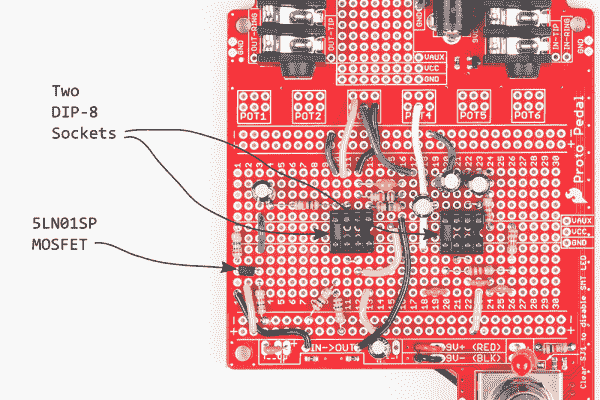 Two
DIP-8
Sockets
5LN01SP
MOSFET
GND
OUT-RING
OUT-TIP
GND
9V
IN-TIP
IN-RING
GND
VAUX
VCC
GND
POT1
POT2
POT4
POT5
POT6
Proto Pedal
VAUX
VCC
GND
IN->OUT
9V+ (RED)
9V- (BLK)
Clear SJ1 to disable SMT LED